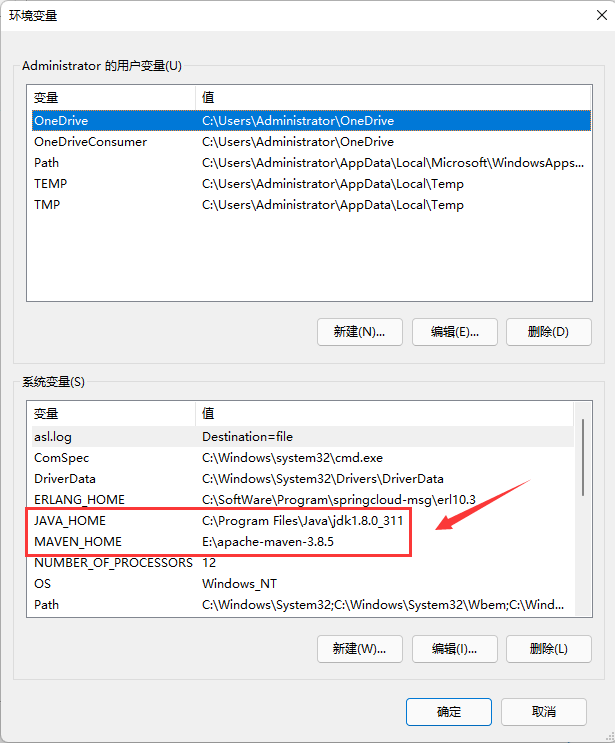 环境变量
Administrator 的用户变量(U)
变量 值
OneDrive C:\Users\Administrator\OneDrive
OneDriveConsumer C:\Users\Administrator\OneDrive
Path C:\Users\Administrator\AppData\Local\Microsoft\WindowsApps...
TEMP C:\Users\Administrator\AppData\Local\Temp
TMP C:\Users\Administrator\AppData\Local\Temp
新建(N)... 编辑(E)... 删除(D)
系统变量(S)
变量 值
asl.log Destination=file
ComSpec C:\Windows\system32\cmd.exe
DriverData C:\Windows\System32\Drivers\DriverData
ERLANG_HOME C:\SoftWare\Program\springcloud-msg\erl10.3
JAVA_HOME C:\Program Files\Java\jdk1.8.0_311
MAVEN_HOME E:\apache-maven-3.8.5
NUMBER_OF_PROCESSORS 12
OS Windows_NT
Path C:\Windows\System32;C:\Windows\System32\Wbem;C:\Wind...
新建(W)... 编辑(I)... 删除(L)
确定 取消